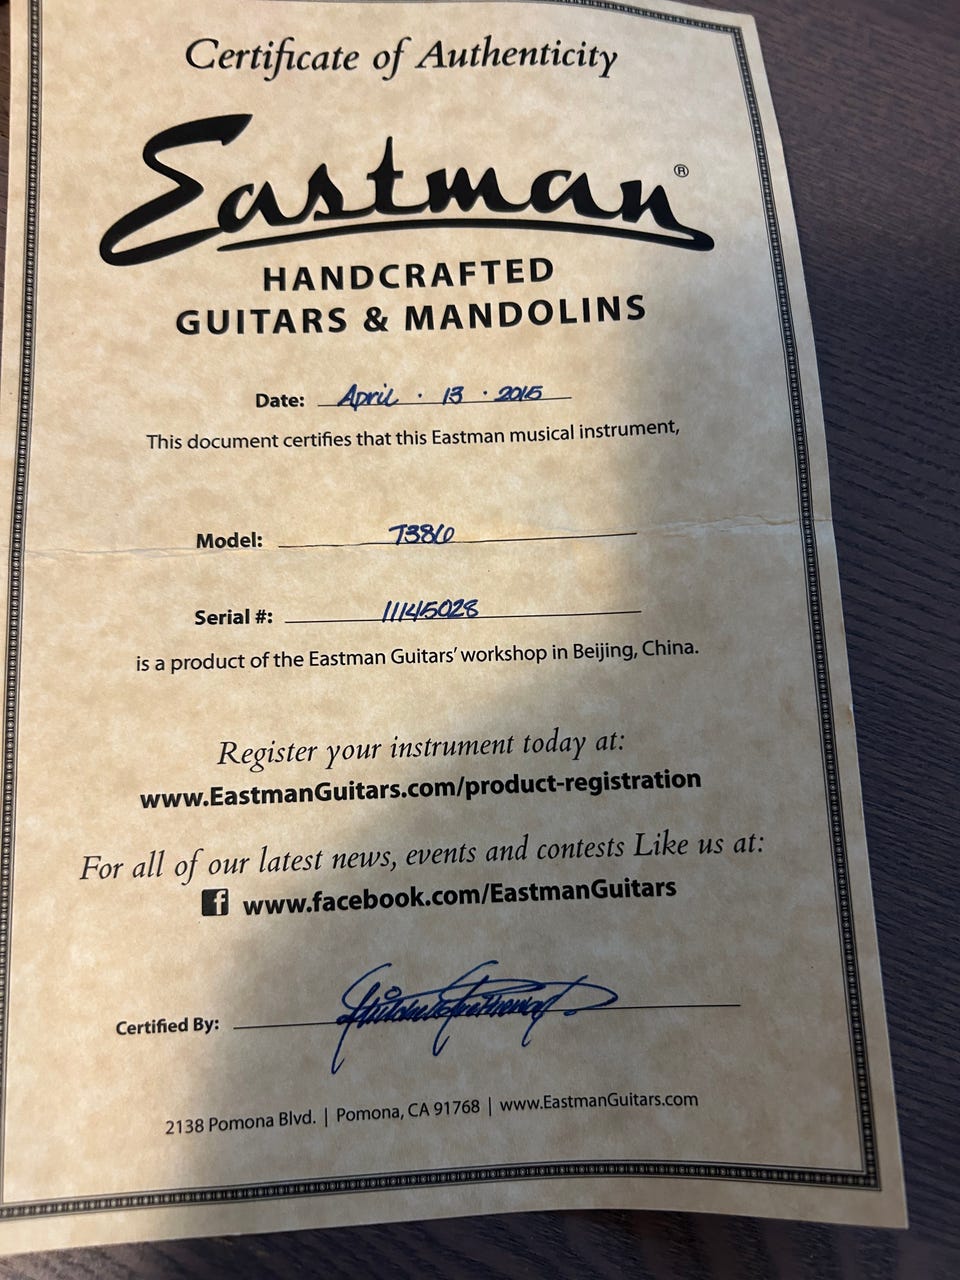 Certificate of Authenticity
Eastman®
HANDCRAFTED
GUITARS & MANDOLINS
Date: April · 13 · 2015
This document certifies that this Eastman musical instrument,
Model: T386
Serial #: 11145028
is a product of the Eastman Guitars' workshop in Beijing, China.
Register your instrument today at:
www.EastmanGuitars.com/product-registration
For all of our latest news, events and contests Like us at:
f www.facebook.com/EastmanGuitars
Certified By:
2138 Pomona Blvd. | Pomona, CA 91768 | www.EastmanGuitars.com